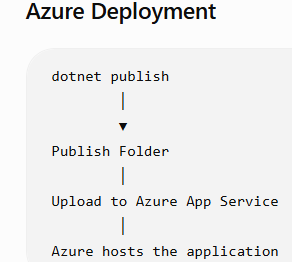 Azure Deployment
dotnet publish
│
▼
Publish Folder
│
Upload to Azure App Service
│
Azure hosts the application